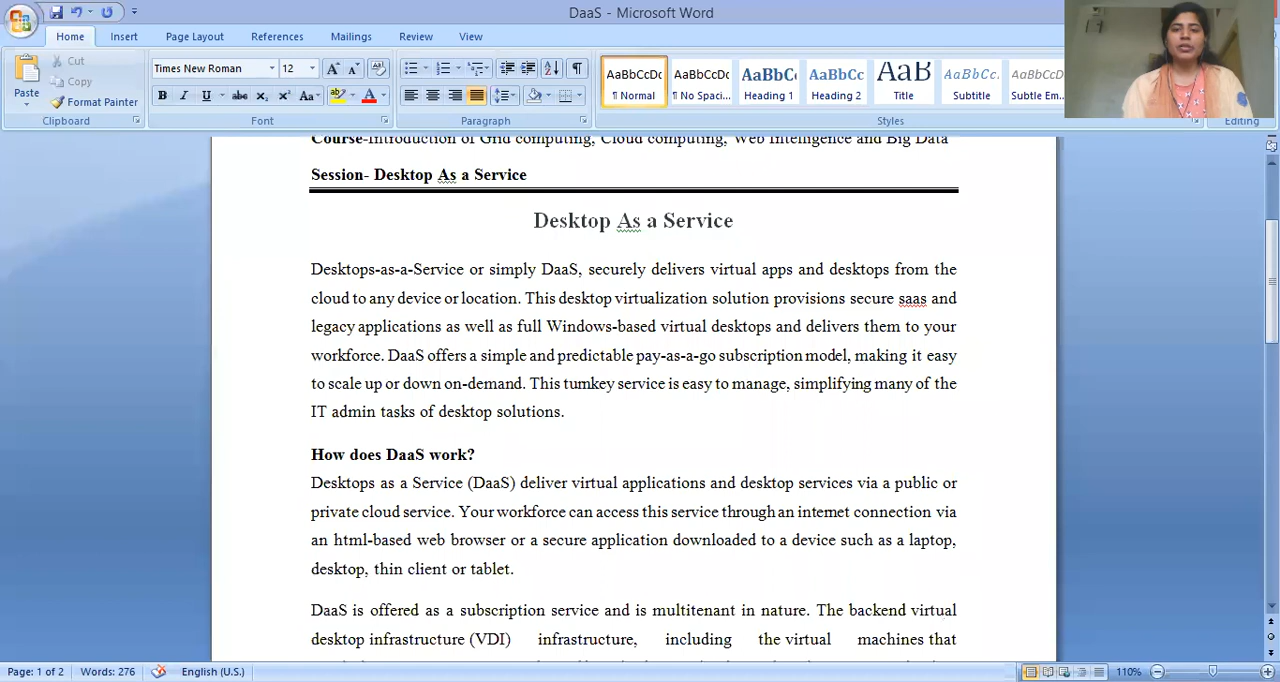 DaaS - Microsoft Word
Home Insert Page Layout References Mailings Review View
Paste
Cut
Copy
Format Painter
Clipboard
Times New Roman 12
Font
Paragraph
AaBbCcDc AaBbCcDc AaBbC AaBbCc AaB AaBbCc. AaBbCcDc
¶ Normal ¶ No Spaci... Heading 1 Heading 2 Title Subtitle Subtle Em...
Styles
Editing
Course-Introduction of Grid computing, Cloud computing, Web Intelligence and Big Data
Session- Desktop As a Service
Desktop As a Service
Desktops-as-a-Service or simply DaaS, securely delivers virtual apps and desktops from the
cloud to any device or location. This desktop virtualization solution provisions secure saas and
legacy applications as well as full Windows-based virtual desktops and delivers them to your
workforce. DaaS offers a simple and predictable pay-as-a-go subscription model, making it easy
to scale up or down on-demand. This turnkey service is easy to manage, simplifying many of the
IT admin tasks of desktop solutions.
How does DaaS work?
Desktops as a Service (DaaS) deliver virtual applications and desktop services via a public or
private cloud service. Your workforce can access this service through an internet connection via
an html-based web browser or a secure application downloaded to a device such as a laptop,
desktop, thin client or tablet.
DaaS is offered as a subscription service and is multitenant in nature. The backend virtual
desktop infrastructure (VDI) infrastructure, including the virtual machines that
Page: 1 of 2 Words: 276 English (U.S.) 110%